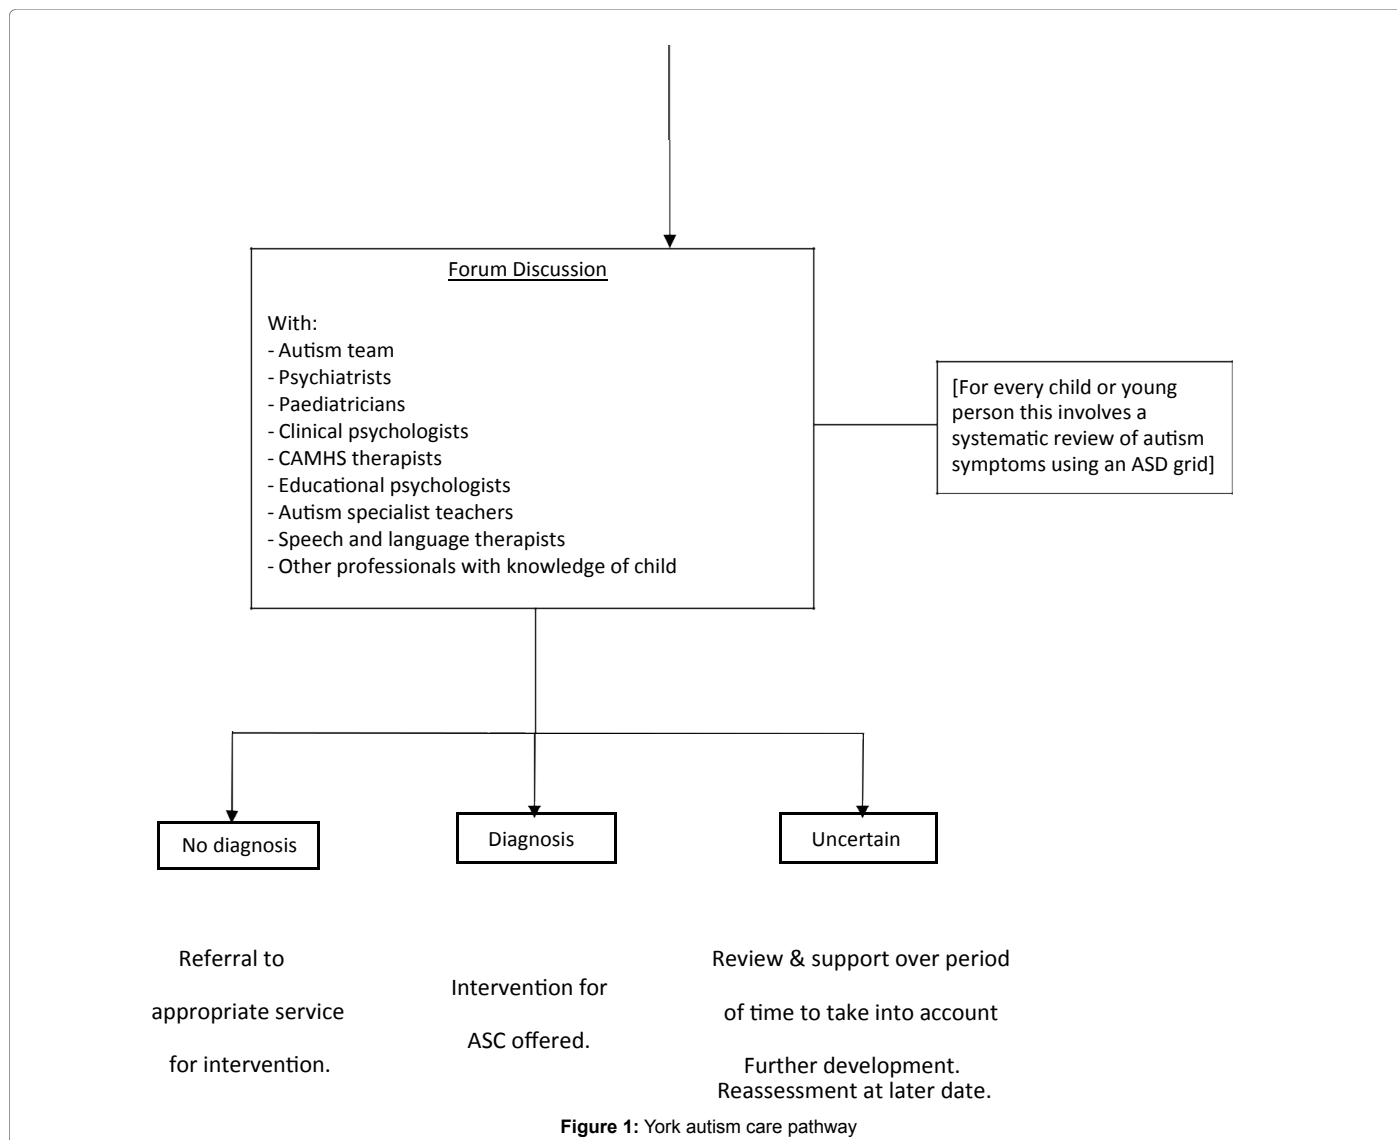 Forum Discussion
With:
- Autism team
- Psychiatrists
- Paediatricians
- Clinical psychologists
- CAMHS therapists
- Educational psychologists
- Autism specialist teachers
- Speech and language therapists
- Other professionals with knowledge of child
[For every child or young
person this involves a
systematic review of autism
symptoms using an ASD grid]
No diagnosis
Diagnosis
Uncertain
Referral to
appropriate service
for intervention.
Intervention for
ASC offered.
Review & support over period
of time to take into account
Further development.
Reassessment at later date.
Figure 1: York autism care pathway